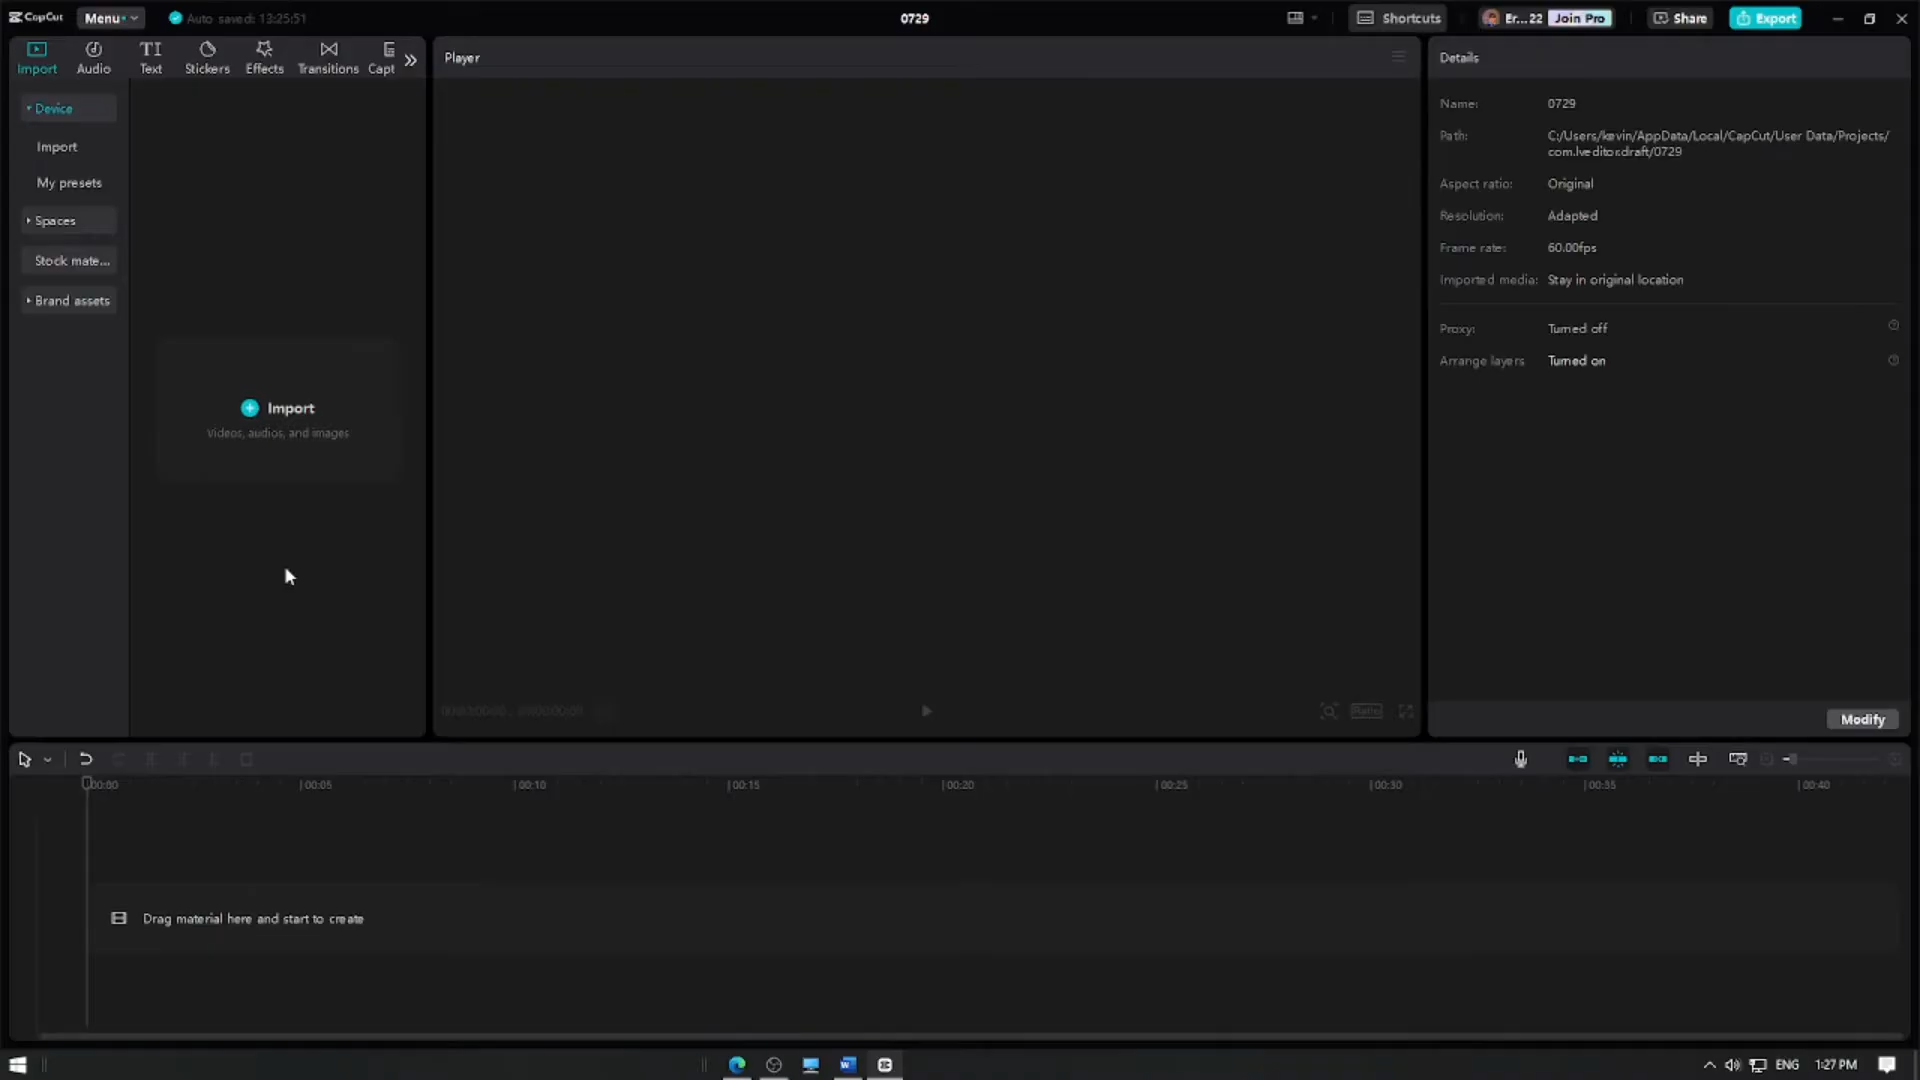 CapCut
Menu
Auto saved: 13:25:51
0729
Shortcuts
Er...22
Join Pro
Share
Export
Import
Audio
Text
Stickers
Effects
Transitions
Capt
Player
Details
Device
Import
My presets
Spaces
Stock mate...
Brand assets
Import
Videos, audios, and images
Name: 0729
Path: C:/Users/kevin/AppData/Local/CapCut/User Data/Projects/
com.lveditor.draft/0729
Aspect ratio: Original
Resolution: Adapted
Frame rate: 60.00fps
Imported media: Stay in original location
Proxy: Turned off
Arrange layers Turned on
Ratio
Modify
00:00
00:05
00:10
00:15
00:20
00:25
00:30
00:35
00:40
Drag material here and start to create
ENG
1:27 PM